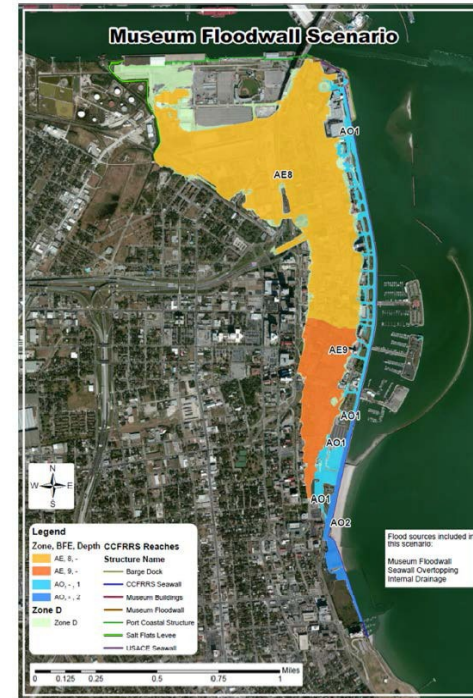 Museum Floodwall Scenario
AO1
AE8
AE9
AO1
AO1
AO1
AO2
N
W E
S
Legend
Zone, BFE, Depth
AE, 8, -
AE, 9, -
AO, - , 1
AO, - , 2
Zone D
Zone D
CCFRRS Reaches
Structure Name
Barge Dock
CCFRRS Seawall
Museum Buildings
Museum Floodwall
Port Coastal Structure
Salt Flats Levee
USACE Seawall
Flood sources included in
this scenario:
Museum Floodwall
Seawall Overtopping
Internal Drainage
Miles
0 0.125 0.25 0.5 0.75 1